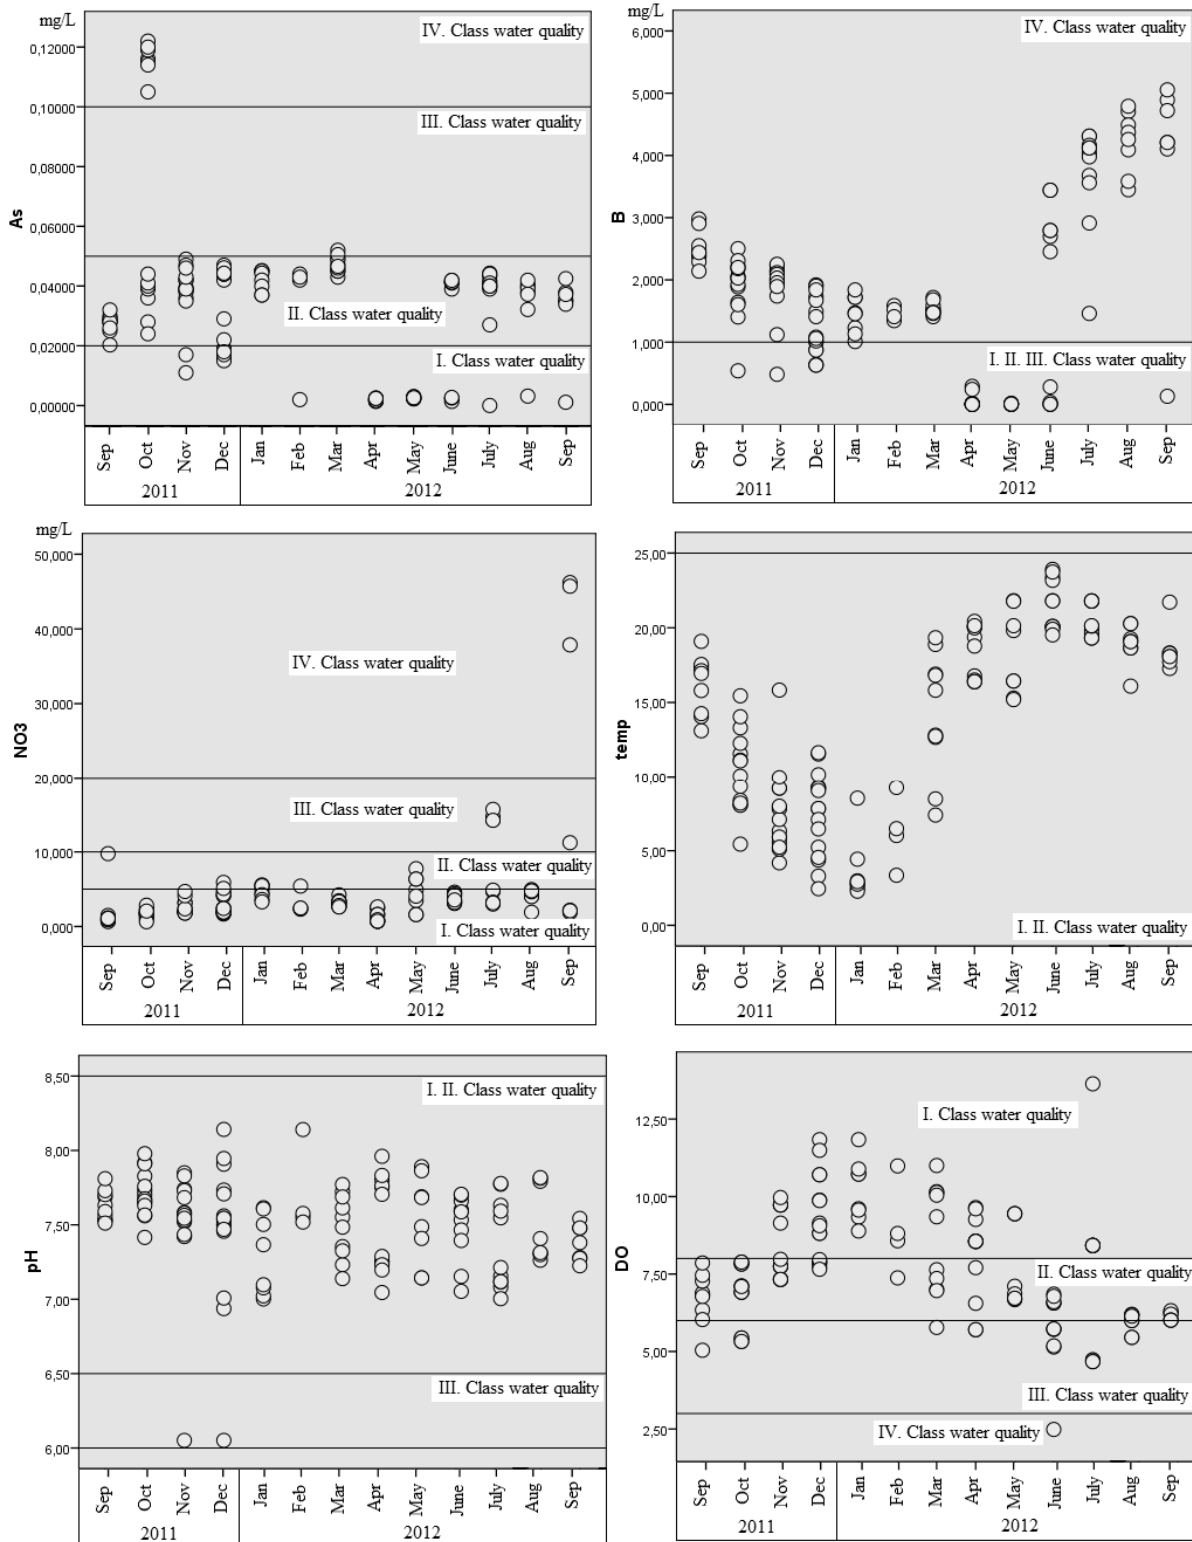 mg/L
IV. Class water quality
0,12000
0,10000
III. Class water quality
0,08000
0,06000
As
0,04000
II. Class water quality
0,02000
I. Class water quality
0,00000
Sep Oct Nov Dec Jan Feb Mar Apr May June July Aug Sep
2011 2012
mg/L
IV. Class water quality
6,000
5,000
4,000
3,000
B
2,000
1,000
I. II. III. Class water quality
0,000
Sep Oct Nov Dec Jan Feb Mar Apr May June July Aug Sep
2011 2012
mg/L
50,000
40,000
IV. Class water quality
30,000
NO3
20,000
III. Class water quality
10,000
II. Class water quality
I. Class water quality
0,000
Sep Oct Nov Dec Jan Feb Mar Apr May June July Aug Sep
2011 2012
25,00
20,00
15,00
temp
10,00
5,00
0,00
I. II. Class water quality
Sep Oct Nov Dec Jan Feb Mar Apr May June July Aug Sep
2011 2012
8,50
I. II. Class water quality
8,00
7,50
pH
7,00
6,50
III. Class water quality
6,00
Sep Oct Nov Dec Jan Feb Mar Apr May June July Aug Sep
2011 2012
12,50
I. Class water quality
10,00
DO
7,50
II. Class water quality
5,00
III. Class water quality
2,50
IV. Class water quality
Sep Oct Nov Dec Jan Feb Mar Apr May June July Aug Sep
2011 2012